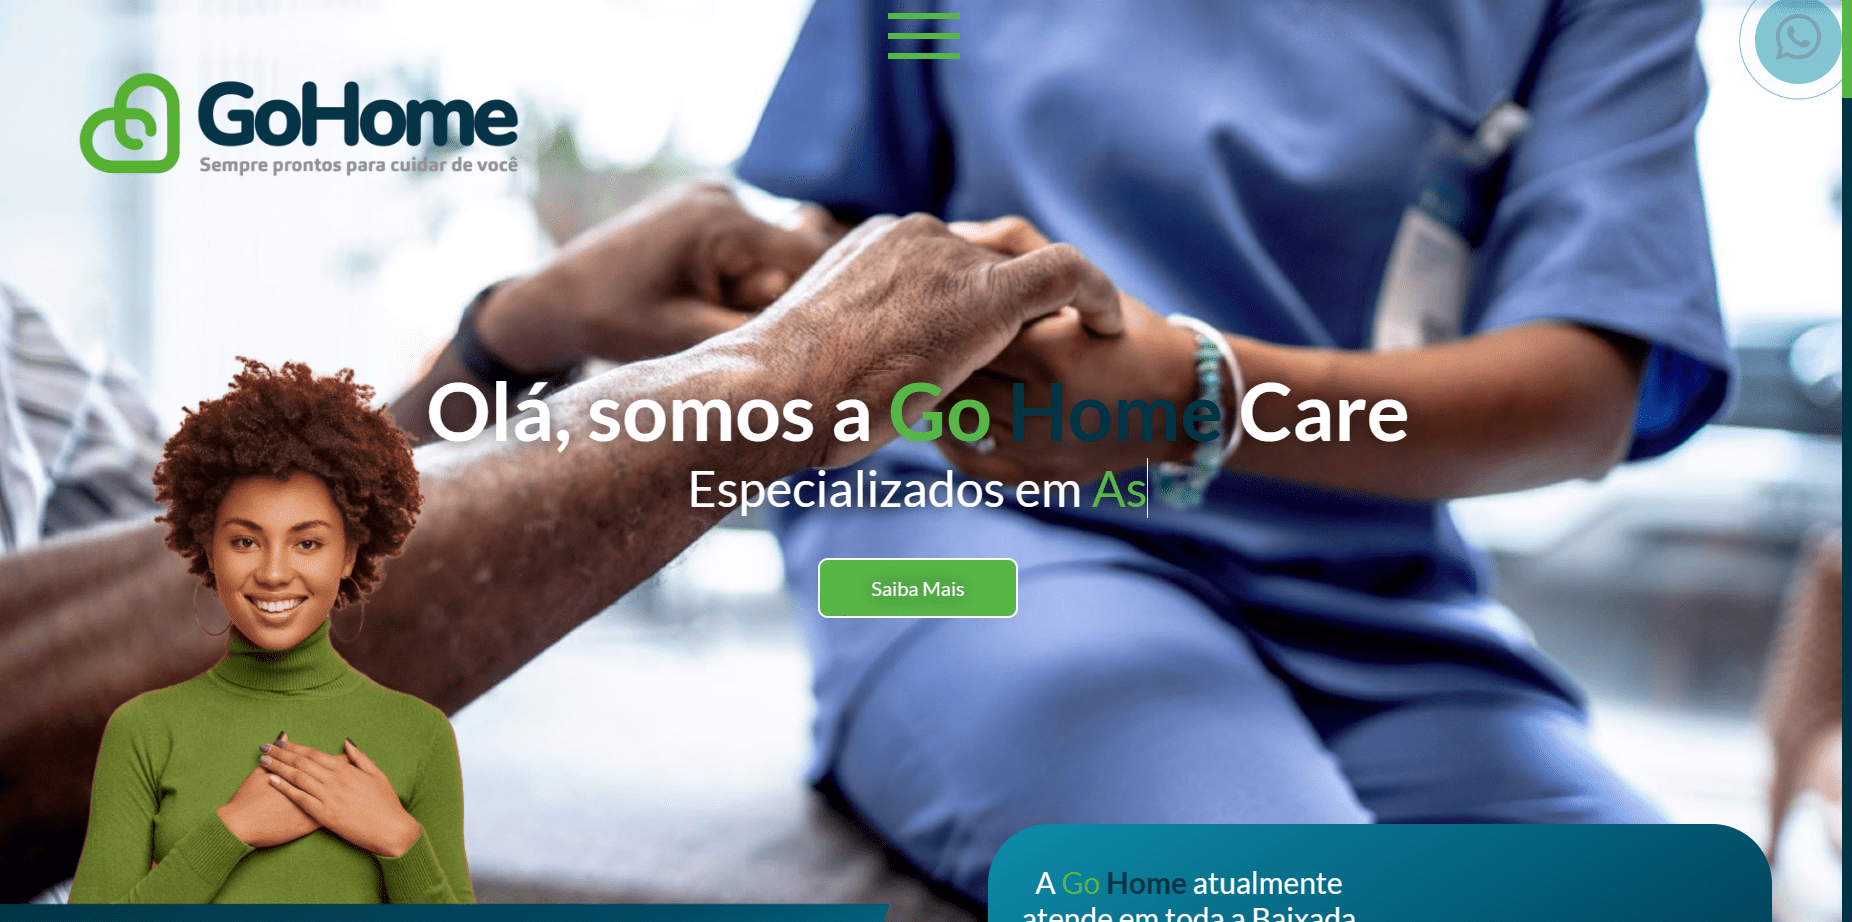 GoHome
Sempre prontos para cuidar de você
Olá, somos a Go Home Care
Especializados em As
Saiba Mais
A Go Home atualmente
atende em toda a Baixada